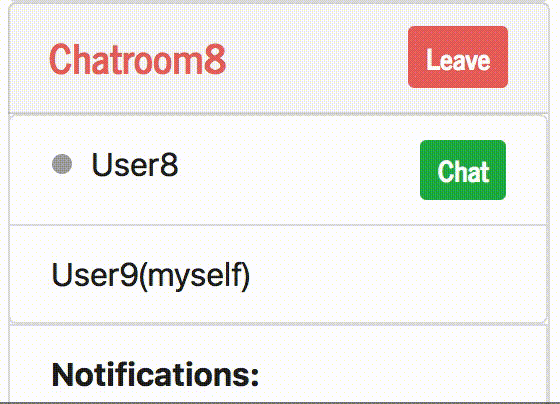 Chatroom8 Leave
User8 Chat
User9(myself)
Notifications: